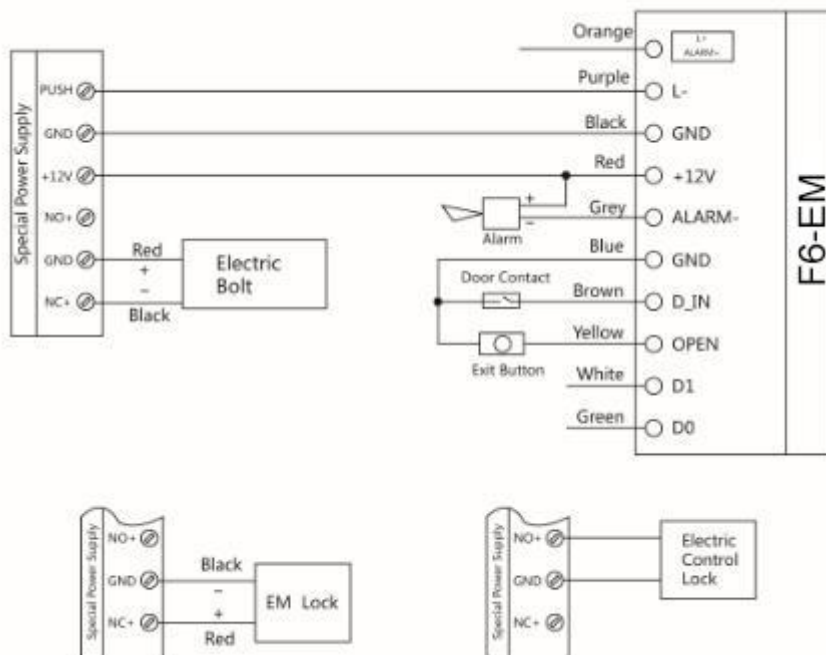 Orange
L+
ALARM+
Special Power Supply
PUSH
Purple
L-
GND
Black
GND
+12V
Red
+12V
NO+
+
-
Alarm
Grey
ALARM-
GND
Red
+
-
Black
NC+
Electric
Bolt
Blue
GND
Door Contact
Brown
D_IN
Yellow
OPEN
Exit Button
White
D1
Green
D0
F6-EM
Special Power Supply
NO+
GND
NC+
Black
-
+
Red
EM Lock
Special Power Supply
NO+
GND
NC+
Electric
Control
Lock